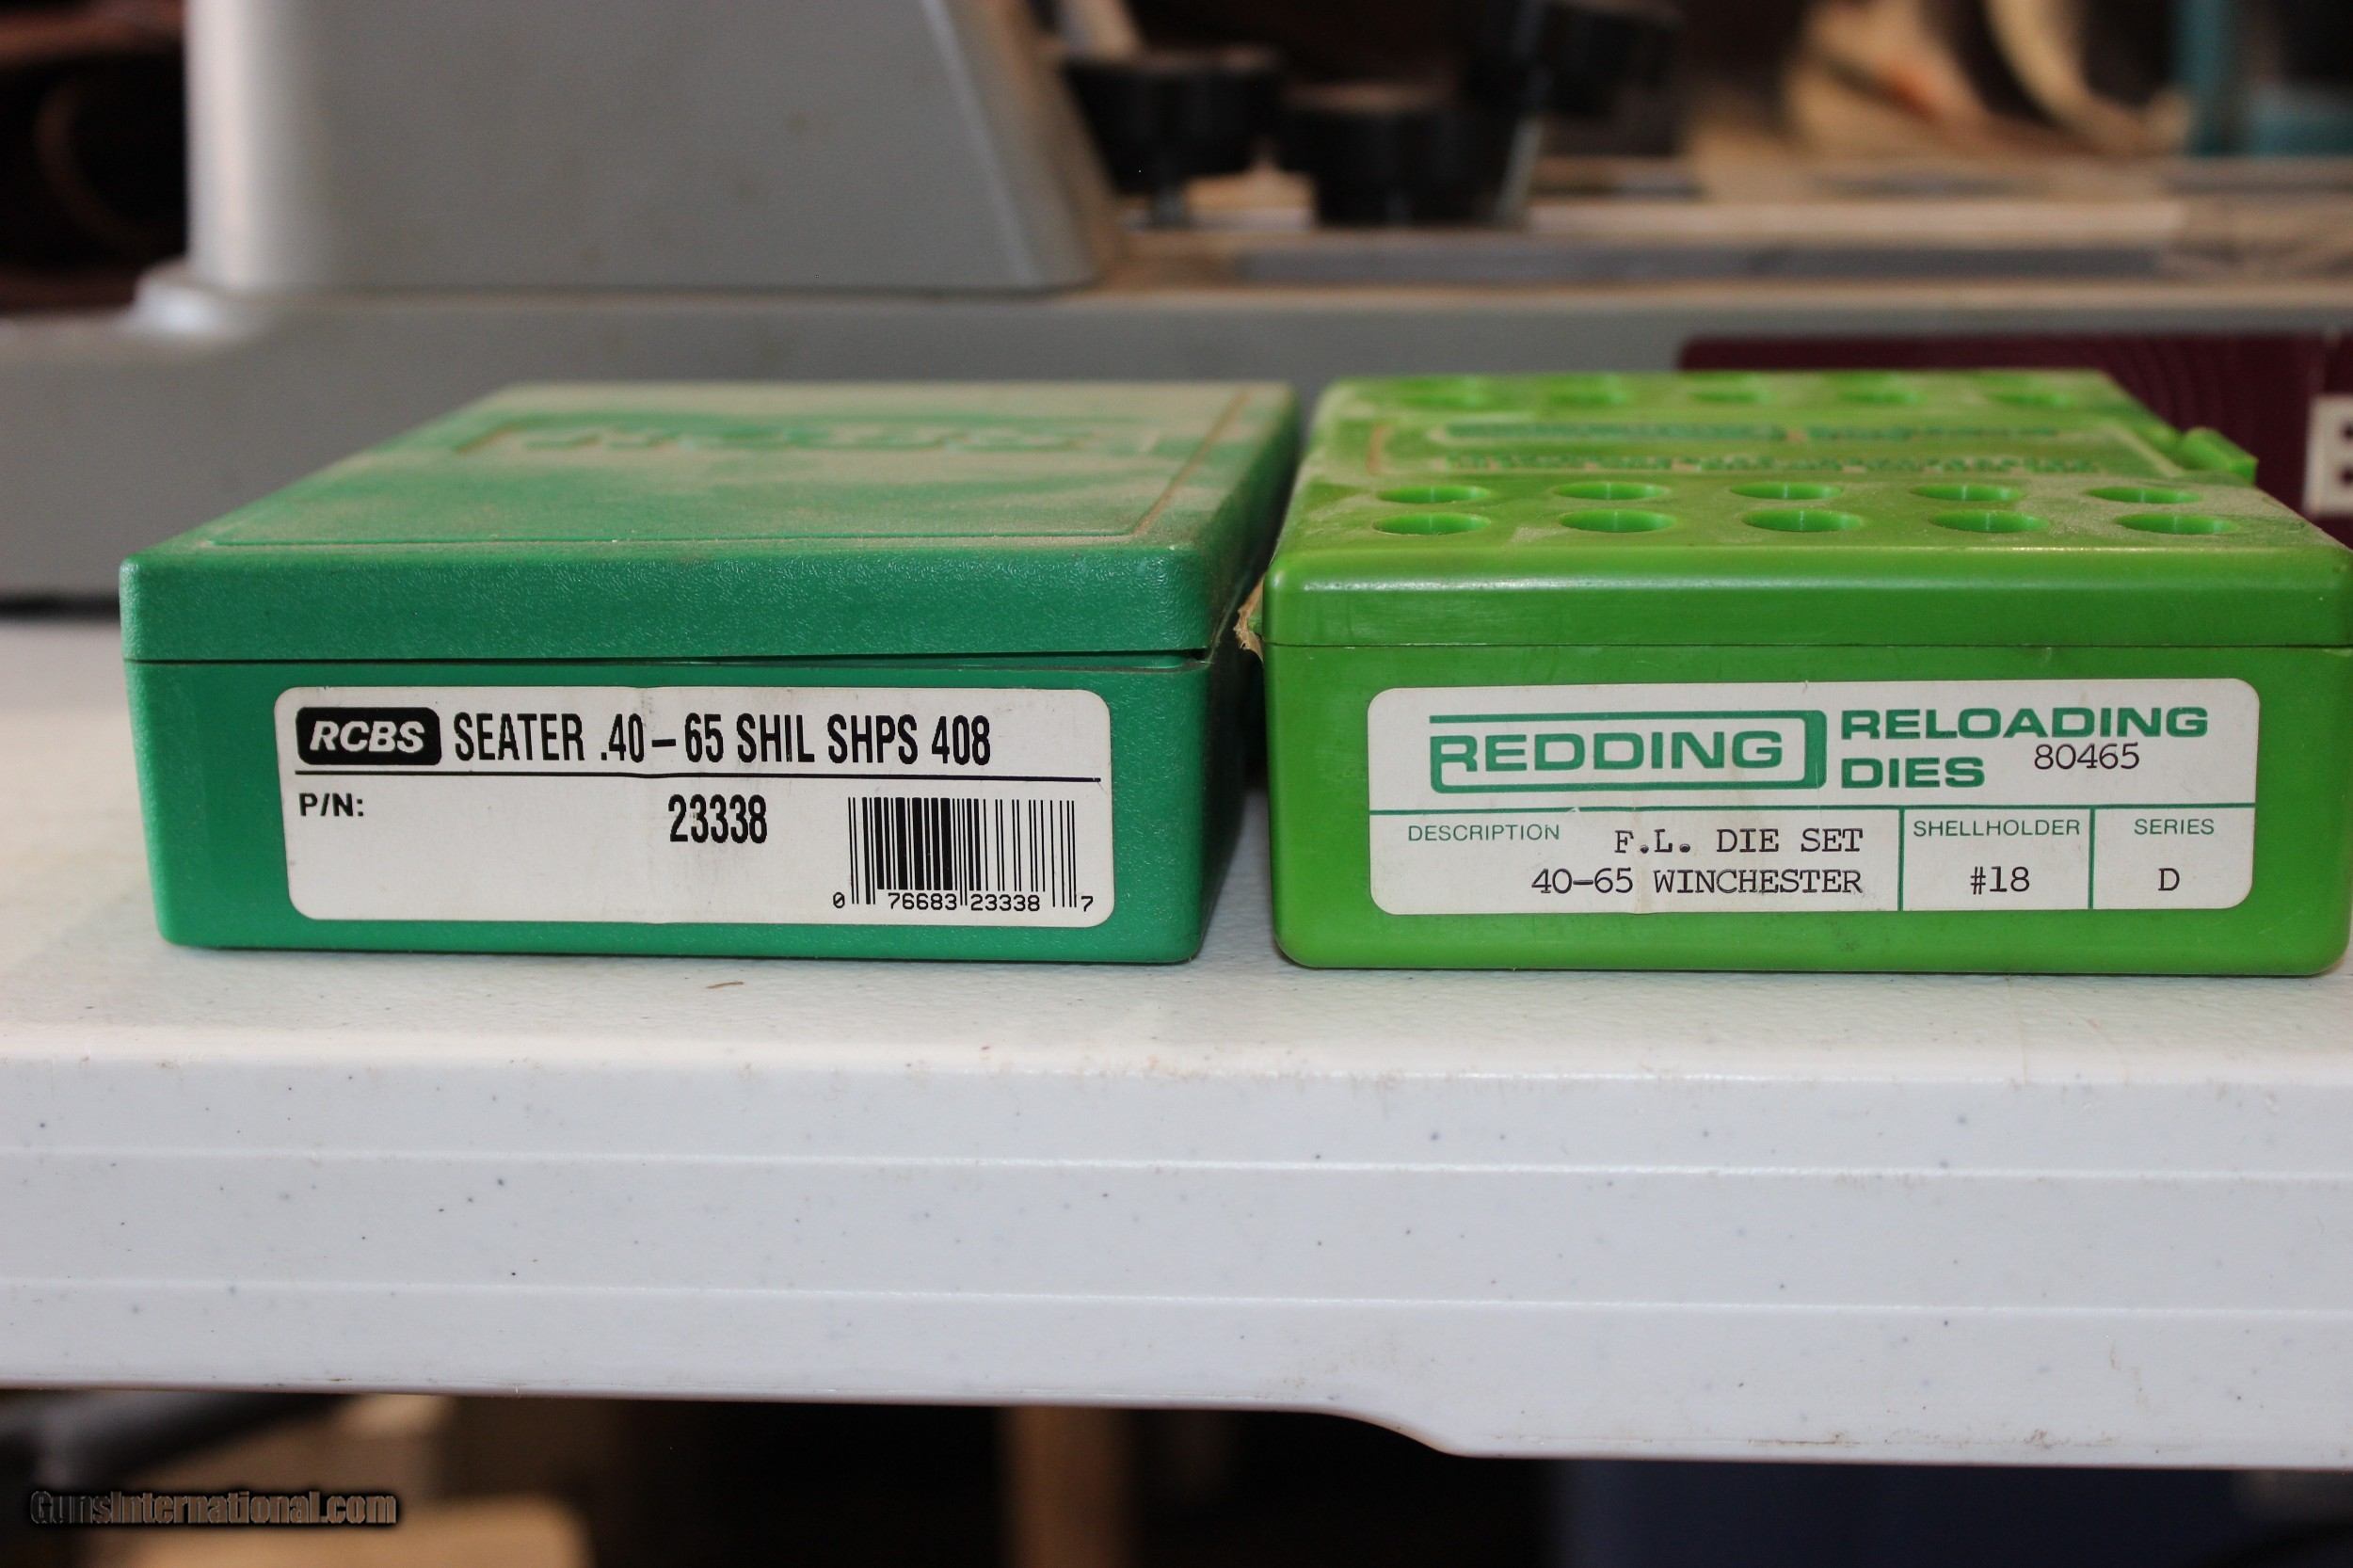 RCBS SEATER .40-65 SHIL SHPS 408
P/N: 23338
0 76683 23338 7
REDDING RELOADING DIES 80465
DESCRIPTION F.L. DIE SET
40-65 WINCHESTER
SHELLHOLDER
#18
SERIES
D
GunsInternational.com